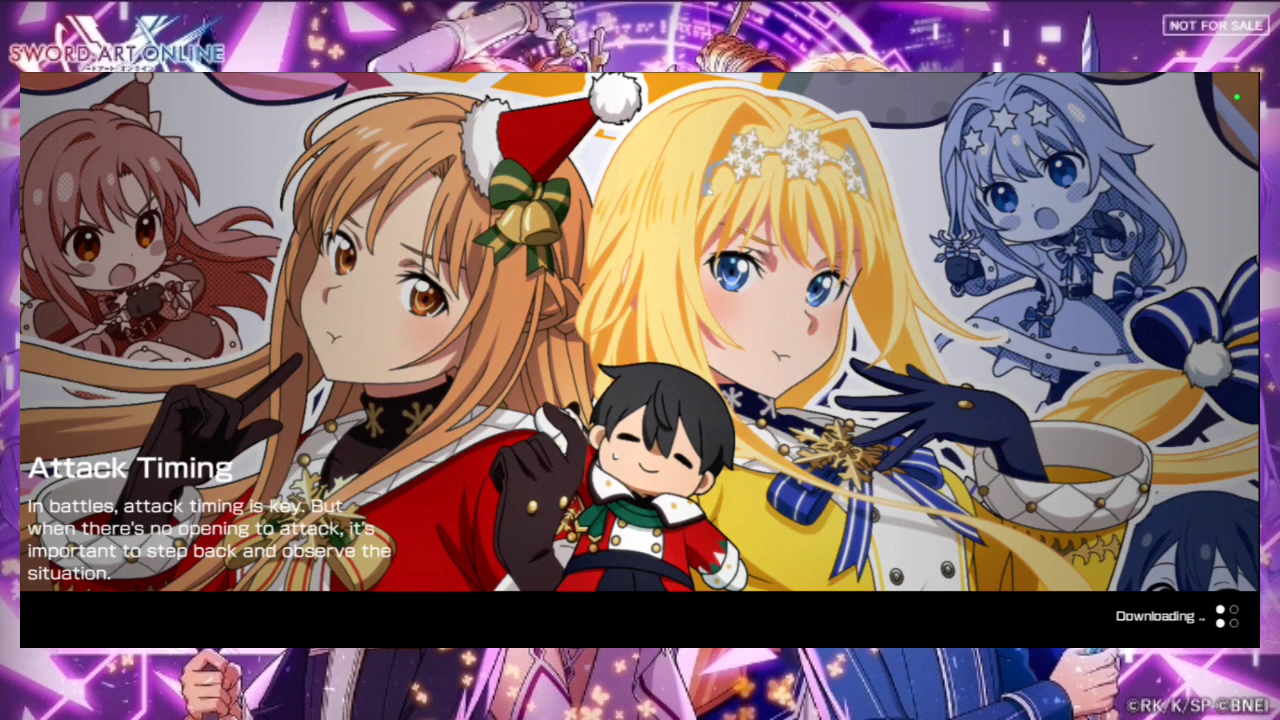 SWORD ART ONLINE
ソードアート・オンライン
NOT FOR SALE
Attack Timing
In battles, attack timing is key. But
when there's no opening to attack, it's
important to step back and observe the
situation.
Downloading ..
©RK/K/SP ©BNEI